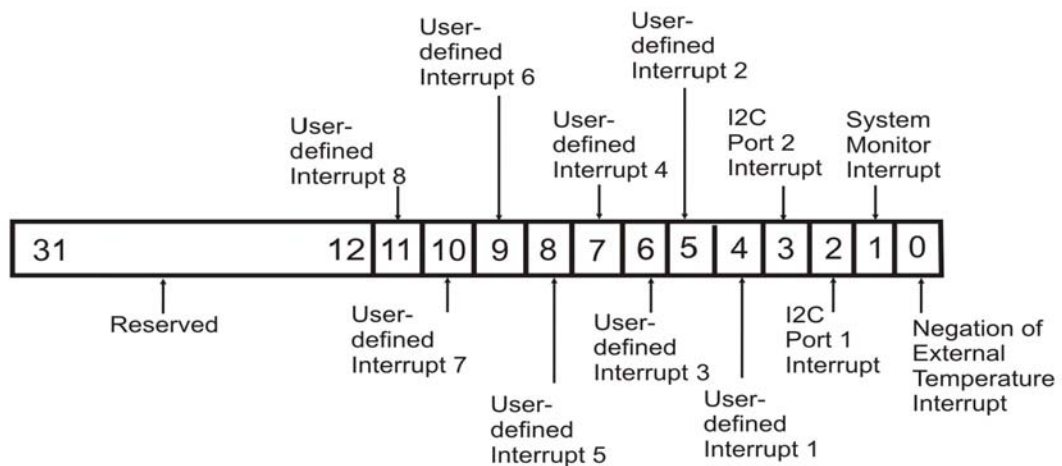 User-
defined
Interrupt 6
User-
defined
Interrupt 2
User-
defined
Interrupt 8
User-
defined
Interrupt 4
I2C
Port 2
Interrupt
System
Monitor
Interrupt
31 12 11 10 9 8 7 6 5 4 3 2 1 0
Reserved
User-
defined
Interrupt 7
User-
defined
Interrupt 5
User-
defined
Interrupt 3
User-
defined
Interrupt 1
I2C
Port 1
Interrupt
Negation of
External
Temperature
Interrupt